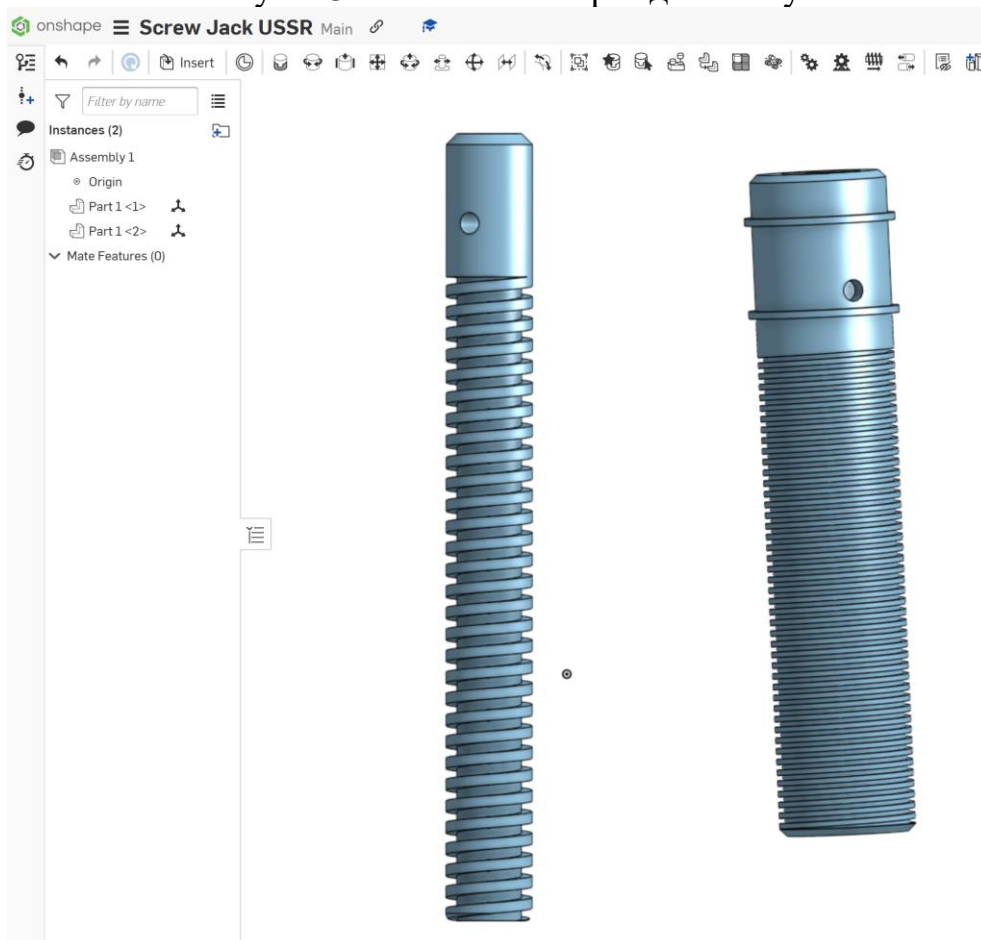 onshape Screw Jack USSR Main
Insert
Filter by name
Instances (2)
Assembly 1
Origin
Part 1 <1>
Part 1 <2>
Mate Features (0)